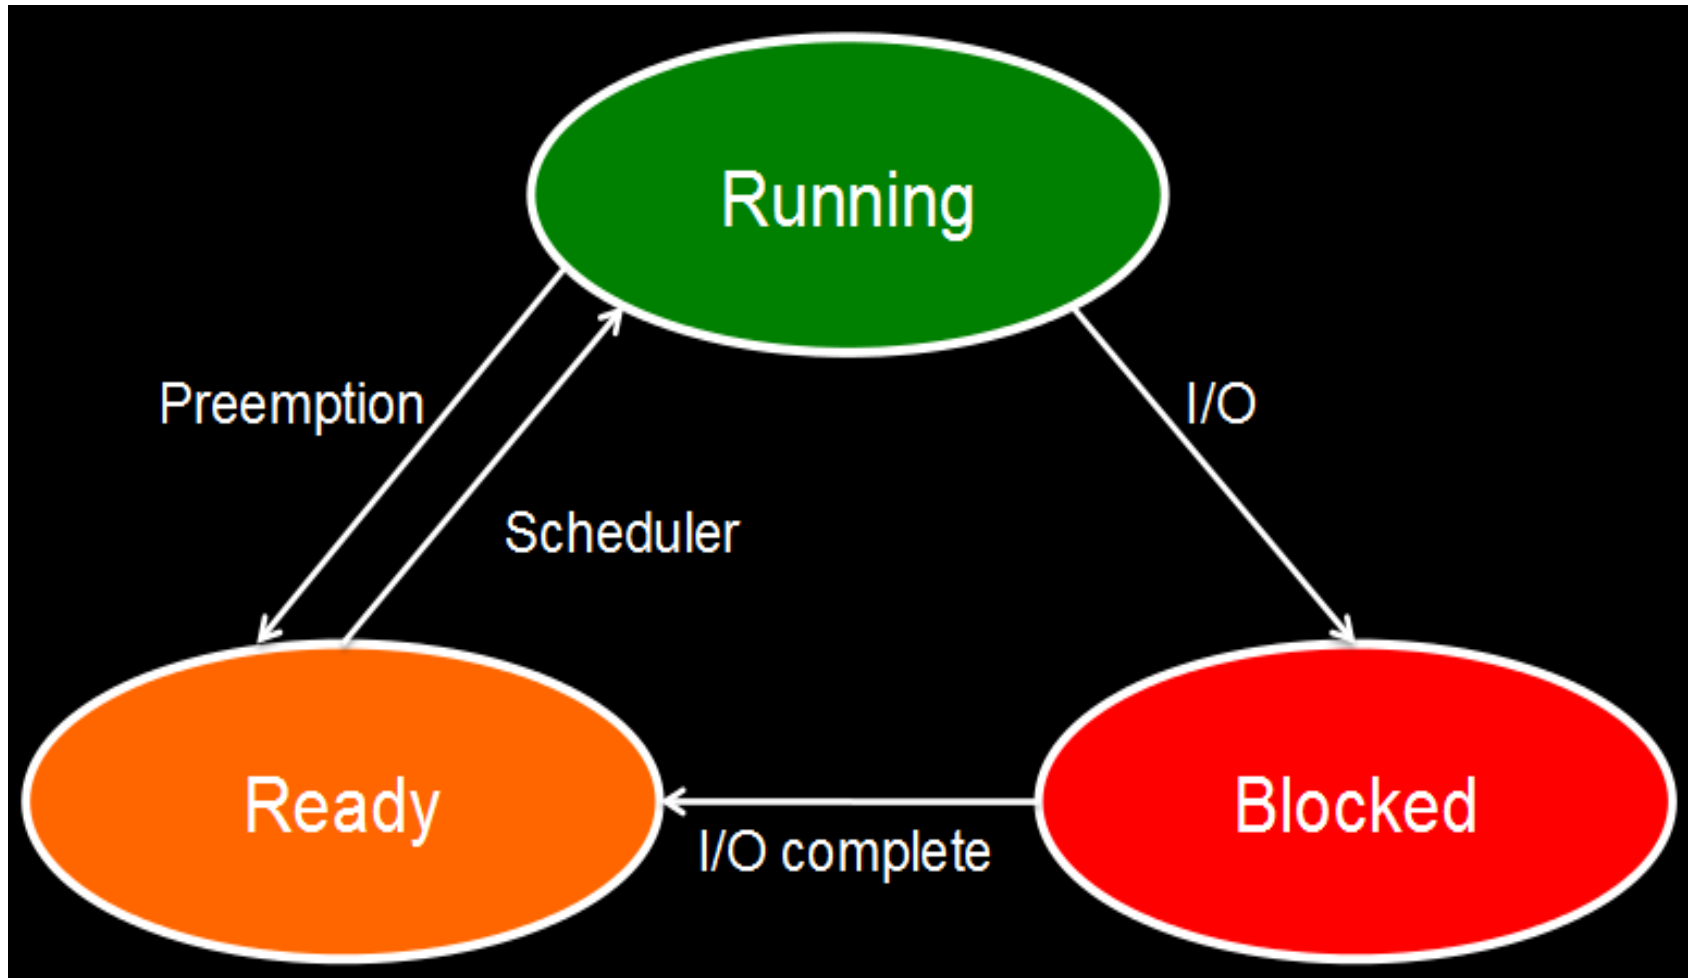 Running
Preemption
I/O
Scheduler
Ready
Blocked
I/O complete